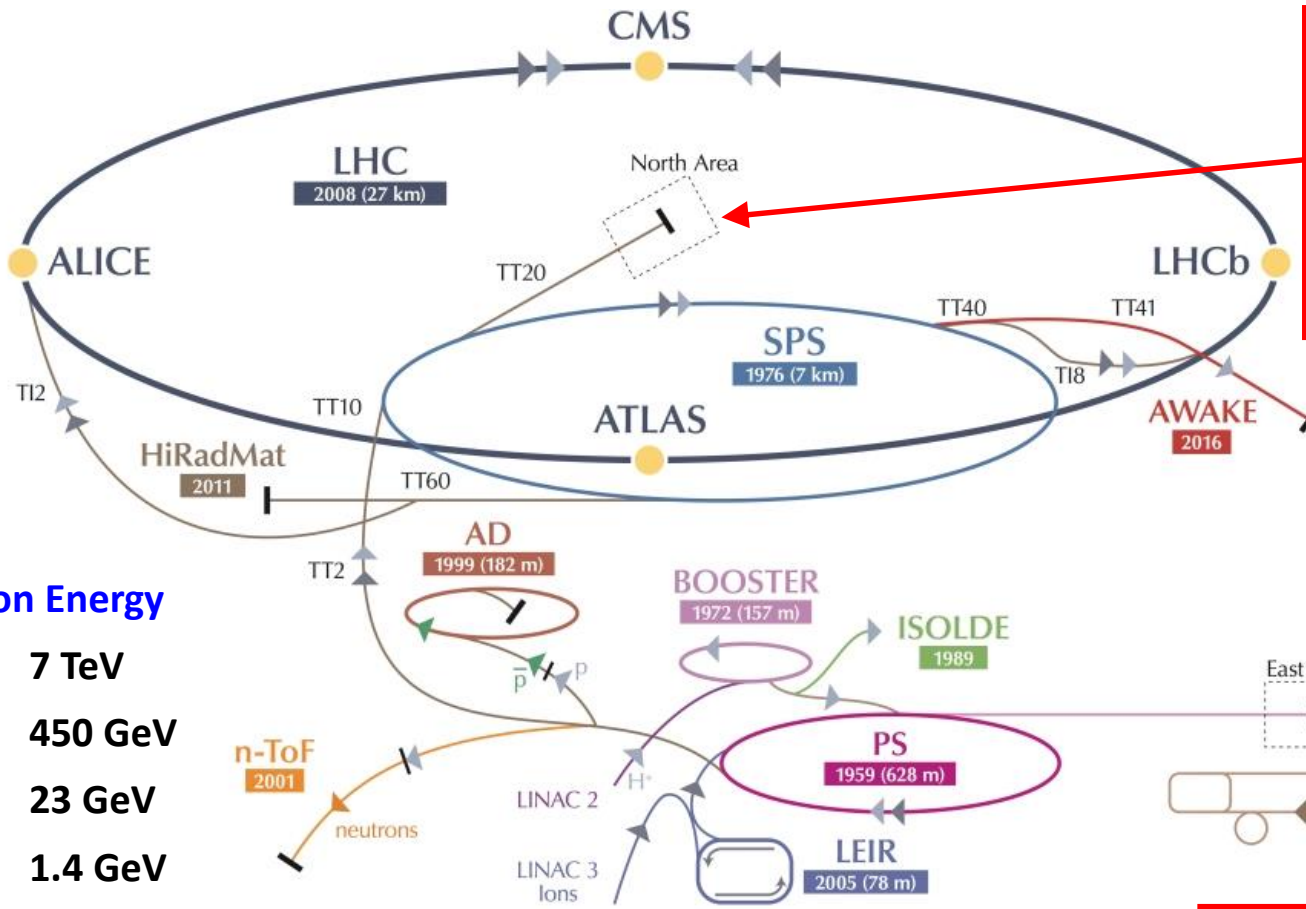 CMS
LHC
2008 (27 km)
North Area
ALICE
TT20
LHCb
TT40
TT41
SPS
1976 (7 km)
TI2
TI8
TT10
ATLAS
AWAKE
2016
HiRadMat
2011
TT60
AD
1999 (182 m)
TT2
BOOSTER
1972 (157 m)
on Energy
ISOLDE
1989
7 TeV
p̅
p
East
450 GeV
n-ToF
2001
PS
1959 (628 m)
H⁺
LINAC 2
23 GeV
neutrons
1.4 GeV
LINAC 3
Ions
LEIR
2005 (78 m)